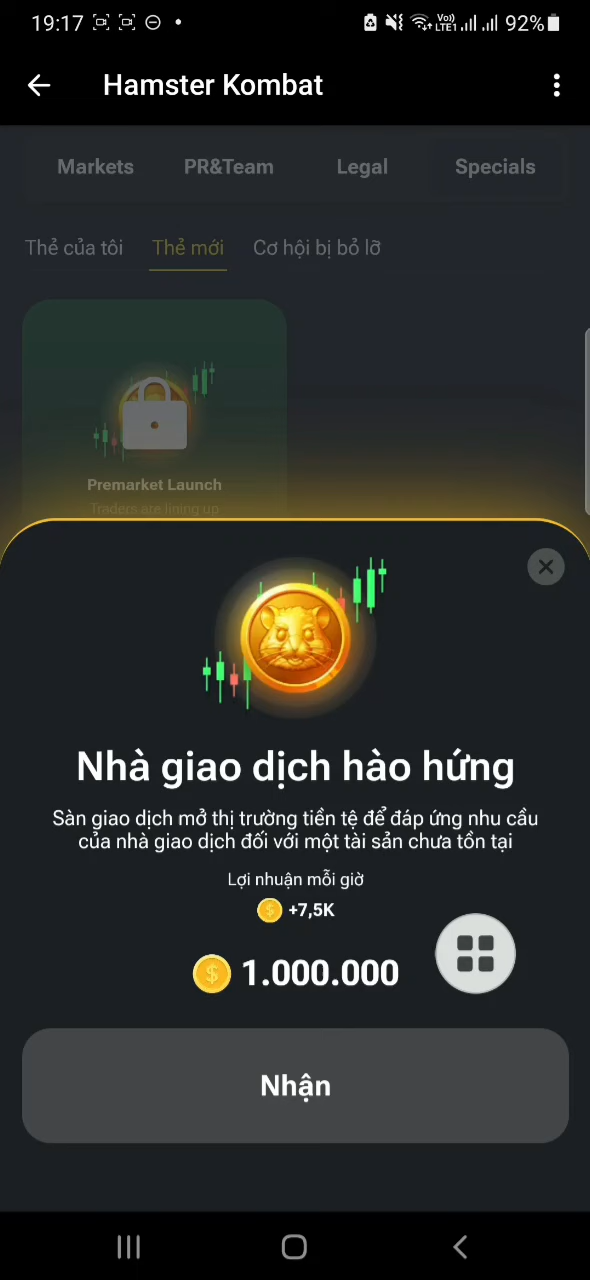 19:17
Vo)) LTE1 92%
Hamster Kombat
Markets PR&Team Legal Specials
Thẻ của tôi Thẻ mới Cơ hội bị bỏ lỡ
Premarket Launch
Traders are lining up
Nhà giao dịch hào hứng
Sàn giao dịch mở thị trường tiền tệ để đáp ứng nhu cầu
của nhà giao dịch đối với một tài sản chưa tồn tại
Lợi nhuận mỗi giờ
+7,5K
1.000.000
Nhận